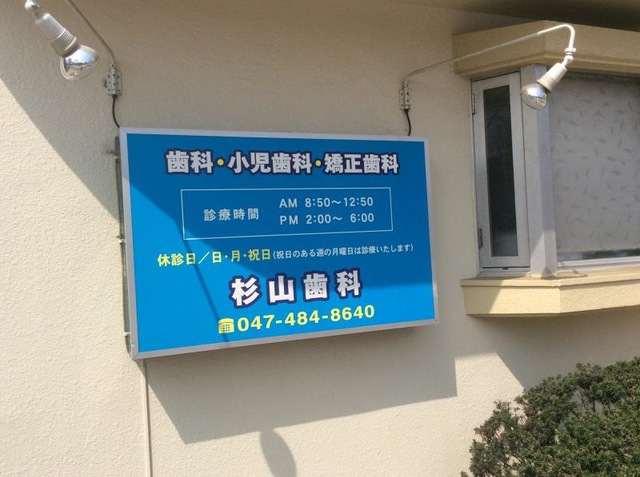 歯科・小児歯科・矯正歯科
診療時間
AM 8:50〜12:50
PM 2:00〜 6:00
休診日／日・月・祝日(祝日のある週の月曜日は診療いたします)
杉山歯科
☎047-484-8640